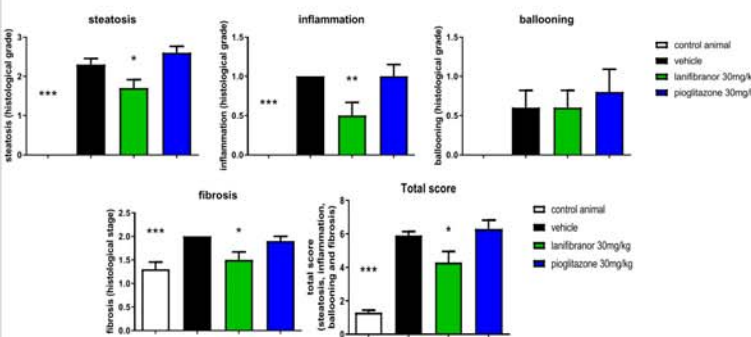 steatosis
steatosis (histological grade)
3
2
1
0
***
*
inflammation
inflammation (histological grade)
1.5
1.0
0.5
0.0
***
**
ballooning
ballooning (histological grade)
1.5
1.0
0.5
0.0
control animal
vehicle
lanifibranor 30mg/k
pioglitazone 30mg/
fibrosis
fibrosis (histological stage)
2.5
2.0
1.5
1.0
0.5
0.0
***
*
Total score
total score
(steatosis, inflammation,
ballooning and fibrosis)
8
6
4
2
0
***
*
control animal
vehicle
lanifibranor 30mg/kg
pioglitazone 30mg/kg